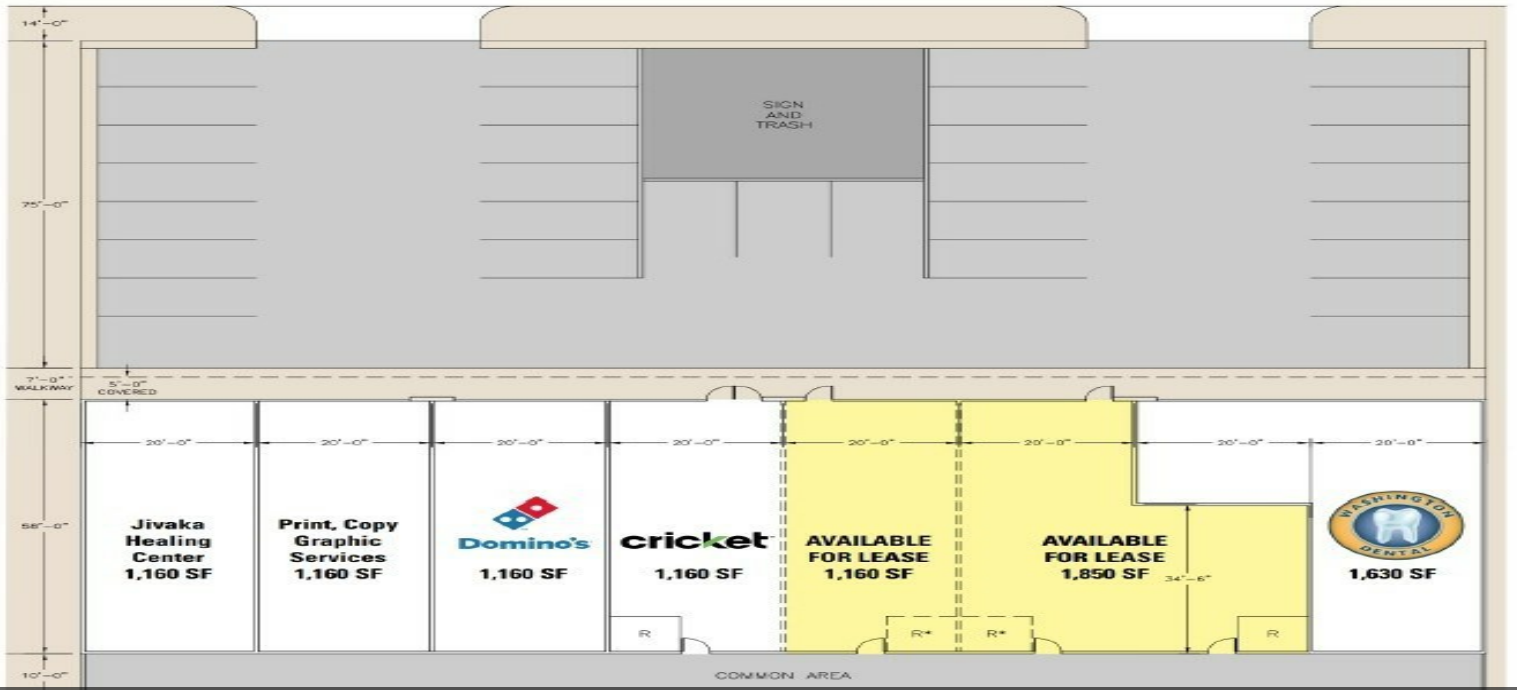 14'-0"
SIGN
AND
TRASH
75'-0"
7'-0"
WALKWAY
5'-0"
COVERED
20'-0"
20'-0"
20'-0"
20'-0"
20'-0"
20'-0"
20'-0"
20'-0"
58'-0"
Jivaka
Healing
Center
1,160 SF
Print, Copy
Graphic
Services
1,160 SF
Domino's
1,160 SF
cricket
1,160 SF
AVAILABLE
FOR LEASE
1,160 SF
AVAILABLE
FOR LEASE
1,850 SF
34'-6"
WASHINGTON
DENTAL
1,630 SF
R
R*
R*
R
10'-0"
COMMON AREA